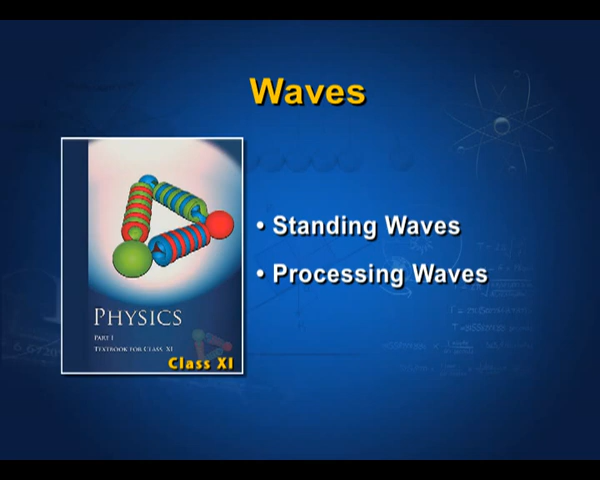 Waves
• Standing Waves
• Processing Waves
PHYSICS
PART I
TEXTBOOK FOR CLASS XI
Class XI